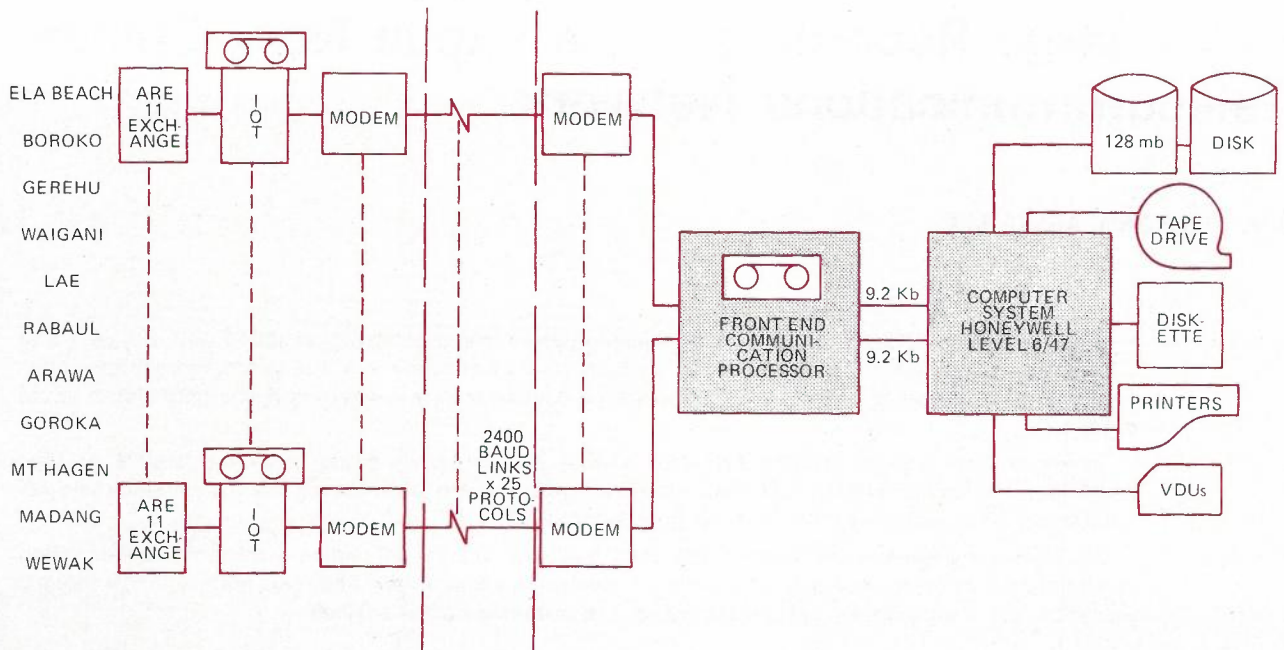 ELA BEACH
BOROKO
GEREHU
WAIGANI
LAE
RABAUL
ARAWA
GOROKA
MT HAGEN
MADANG
WEWAK
ARE
11
EXCH-
ANGE
I
O
T
MODEM
MODEM
ARE
11
EXCH-
ANGE
I
O
T
MODEM
2400
BAUD
LINKS
x 25
PROTO-
COLS
MODEM
FRONT END
COMMUNI-
CATION
PROCESSOR
9.2 Kb
9.2 Kb
COMPUTER
SYSTEM
HONEYWELL
LEVEL 6/47
128 mb
DISK
TAPE
DRIVE
DISK-
ETTE
PRINTERS
VDUs